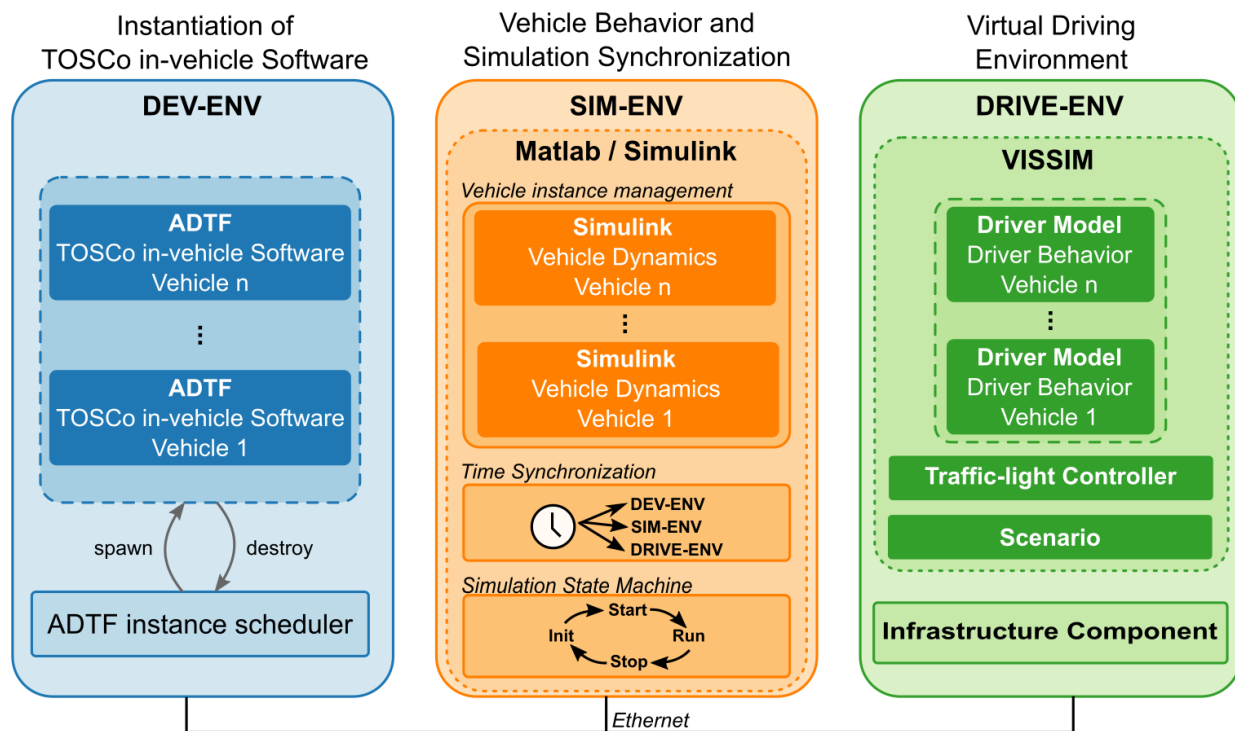 Instantiation of
TOSCo in-vehicle Software
DEV-ENV
ADTF
TOSCo in-vehicle Software
Vehicle n
⋮
ADTF
TOSCo in-vehicle Software
Vehicle 1
spawn
destroy
ADTF instance scheduler
Vehicle Behavior and
Simulation Synchronization
SIM-ENV
Matlab / Simulink
Vehicle instance management
Simulink
Vehicle Dynamics
Vehicle n
⋮
Simulink
Vehicle Dynamics
Vehicle 1
Time Synchronization
DEV-ENV
SIM-ENV
DRIVE-ENV
Simulation State Machine
Start
Init
Run
Stop
Virtual Driving
Environment
DRIVE-ENV
VISSIM
Driver Model
Driver Behavior
Vehicle n
⋮
Driver Model
Driver Behavior
Vehicle 1
Traffic-light Controller
Scenario
Infrastructure Component
Ethernet